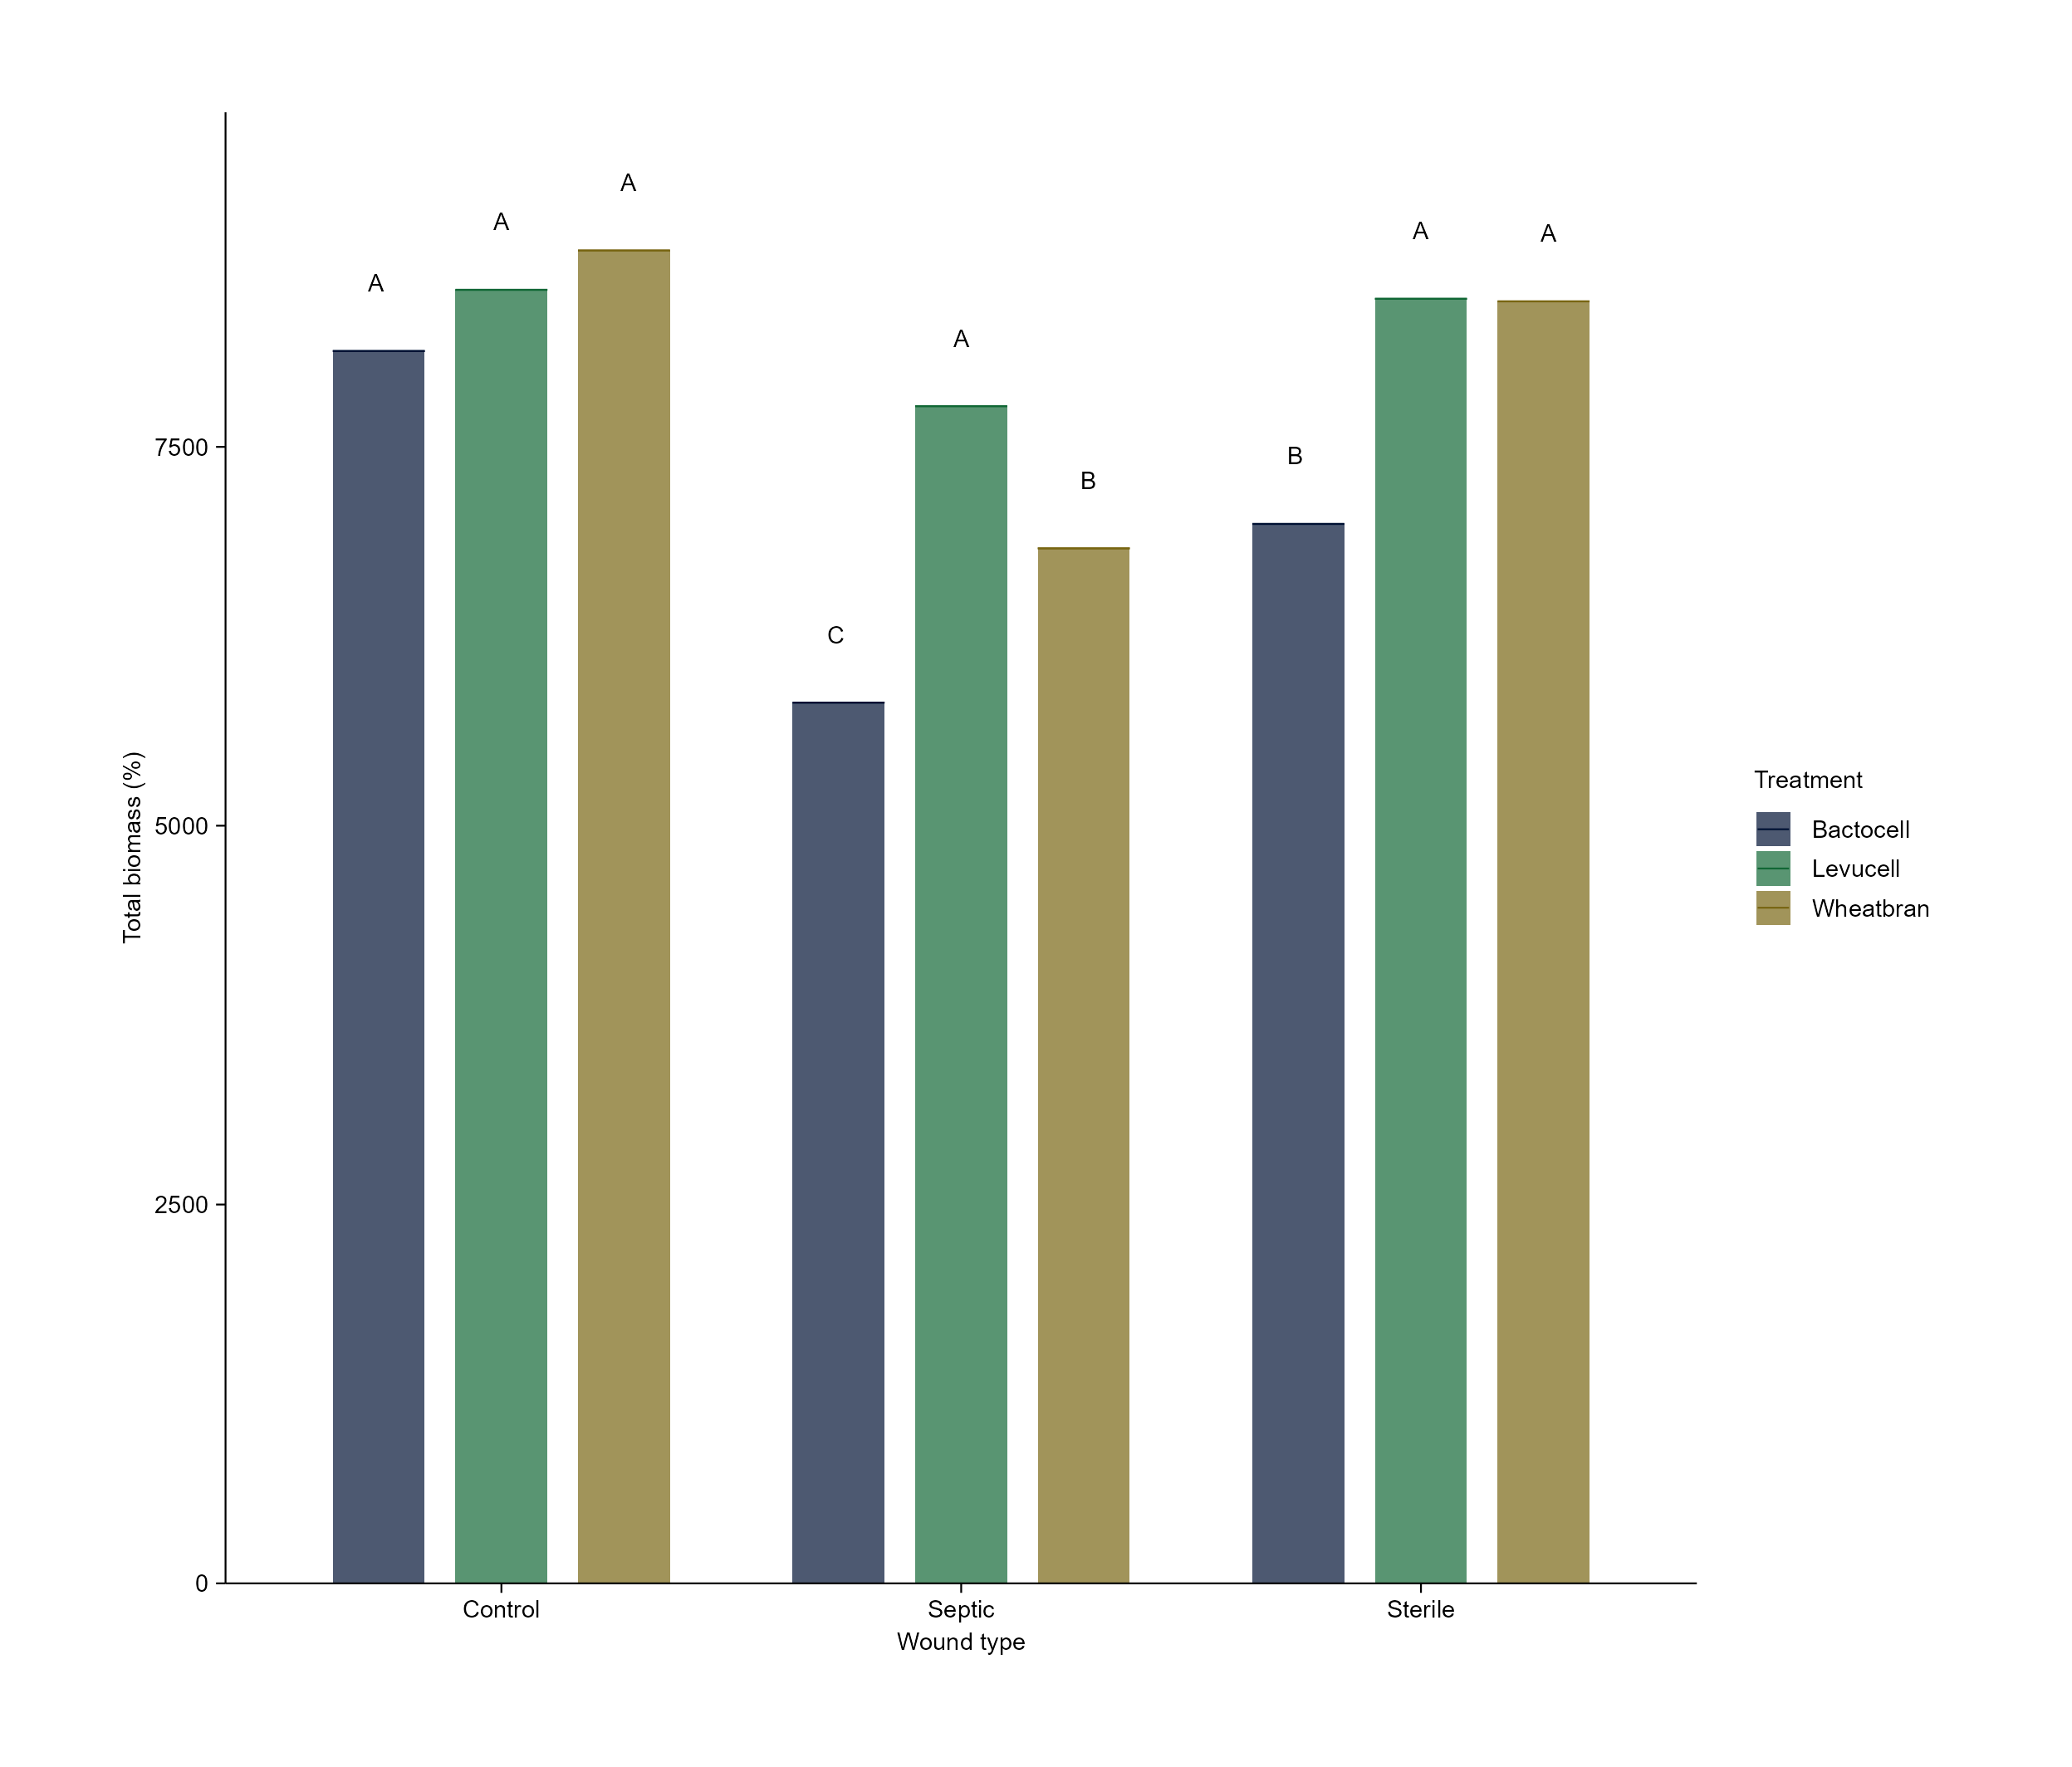 A
A
A
A
A
A
B
B
C
7500
5000
2500
0
Total biomass (%)
Control
Septic
Sterile
Wound type
Treatment
Bactocell
Levucell
Wheatbran